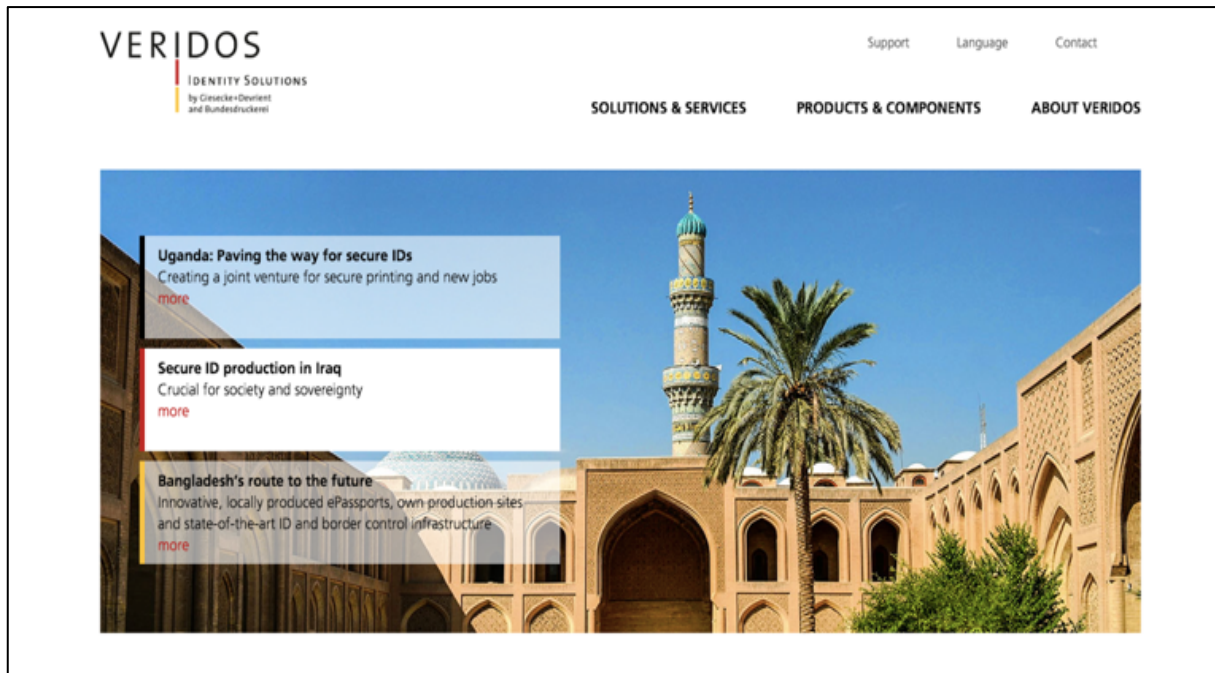 VERIDOS
IDENTITY SOLUTIONS
by Giesecke+Devrient
and Bundesdruckerei
Support Language Contact
SOLUTIONS & SERVICES PRODUCTS & COMPONENTS ABOUT VERIDOS
Uganda: Paving the way for secure IDs
Creating a joint venture for secure printing and new jobs
more
Secure ID production in Iraq
Crucial for society and sovereignty
more
Bangladesh's route to the future
Innovative, locally produced ePassports, own production sites
and state-of-the-art ID and border control infrastructure
more